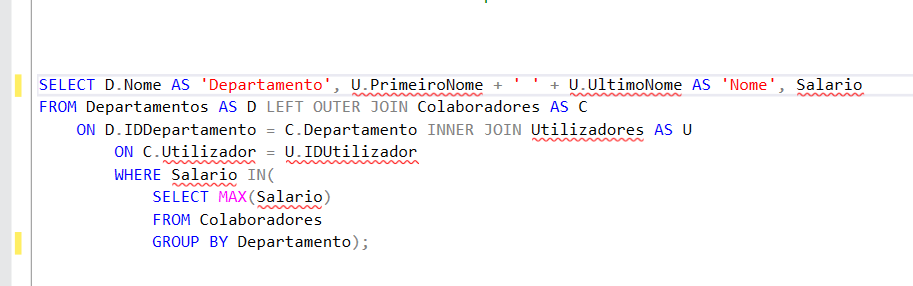 SELECT D.Nome AS 'Departamento', U.PrimeiroNome + ' ' + U.UltimoNome AS 'Nome', Salario
FROM Departamentos AS D LEFT OUTER JOIN Colaboradores AS C
ON D.IDDepartamento = C.Departamento INNER JOIN Utilizadores AS U
ON C.Utilizador = U.IDUtilizador
WHERE Salario IN(
SELECT MAX(Salario)
FROM Colaboradores
GROUP BY Departamento);